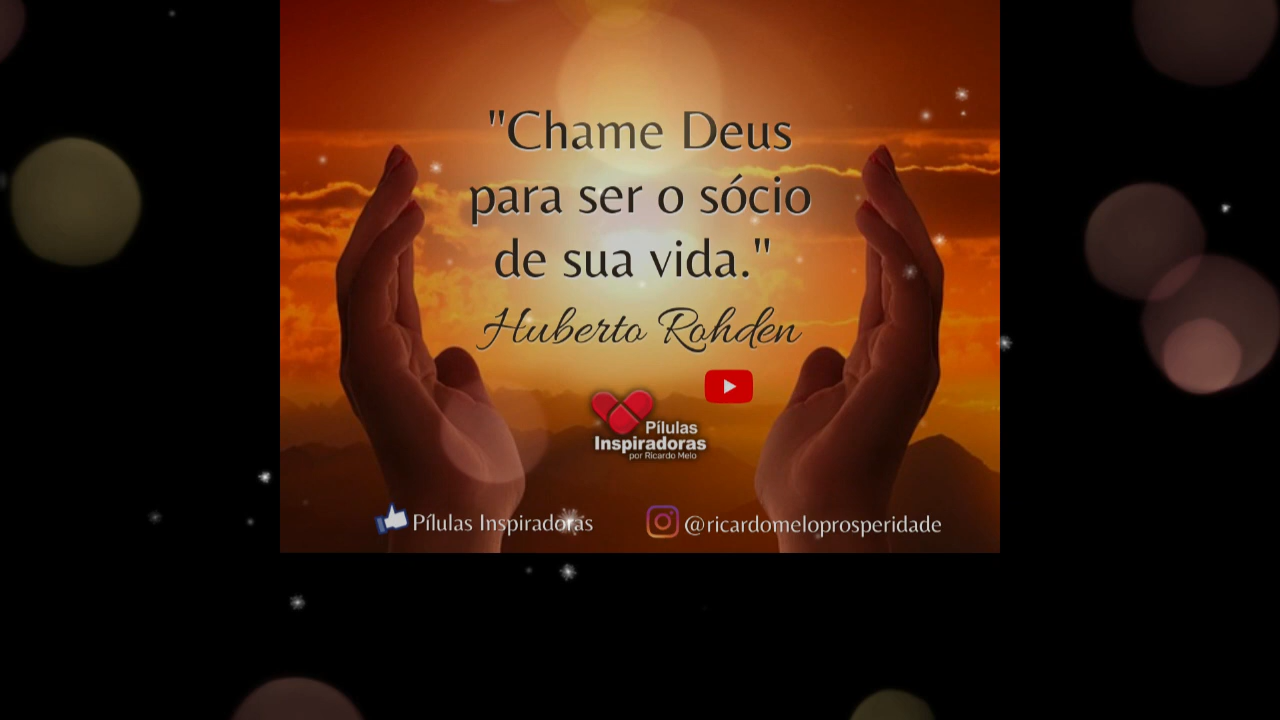 "Chame Deus
para ser o sócio
de sua vida."
Huberto Rohden
Pílulas
Inspiradoras
por Ricardo Melo
Pílulas Inspiradoras
@ricardomeloprosperidade